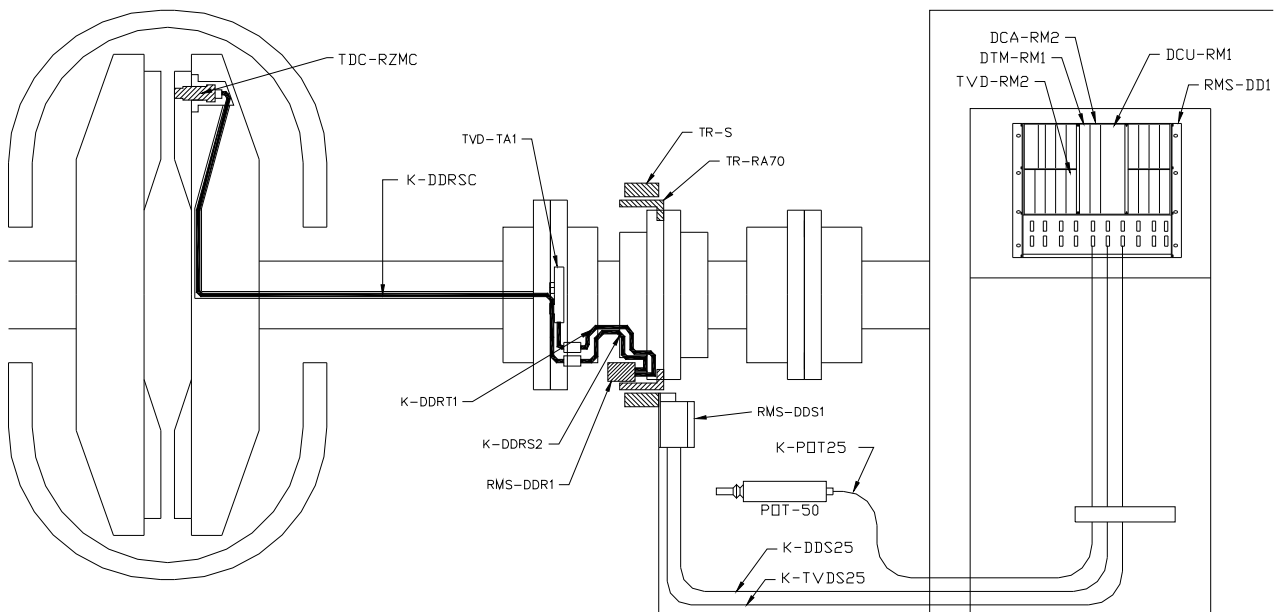 DCA-RM2
DTM-RM1
DCU-RM1
TVD-RM2
RMS-DD1
TDC-RZMC
TVD-TA1
TR-S
TR-RA70
K-DDRSC
K-DDRT1
K-DDRS2
RMS-DDR1
RMS-DDS1
K-POT25
POT-50
K-DDS25
K-TVDS25